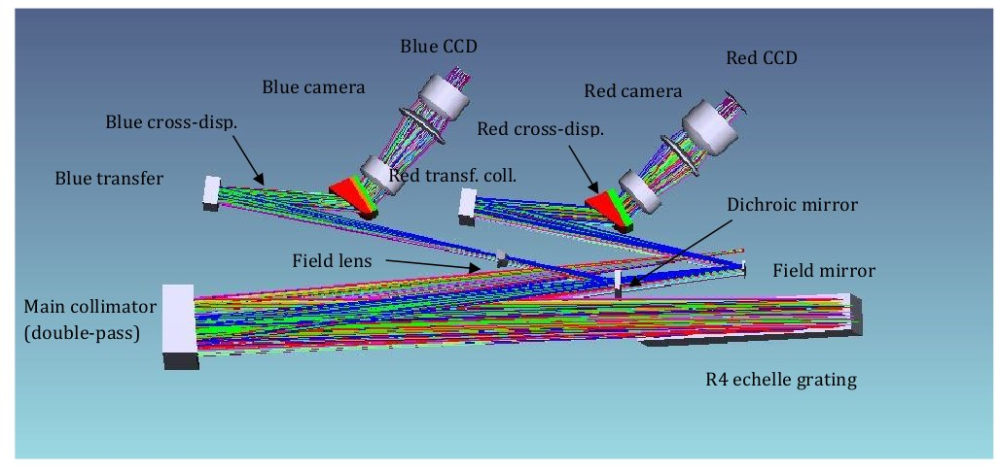 Blue CCD
Red CCD
Blue camera
Red camera
Blue cross-disp.
Red cross-disp.
Blue transfer
Red transf. coll.
Dichroic mirror
Field lens
Field mirror
Main collimator
(double-pass)
R4 echelle grating